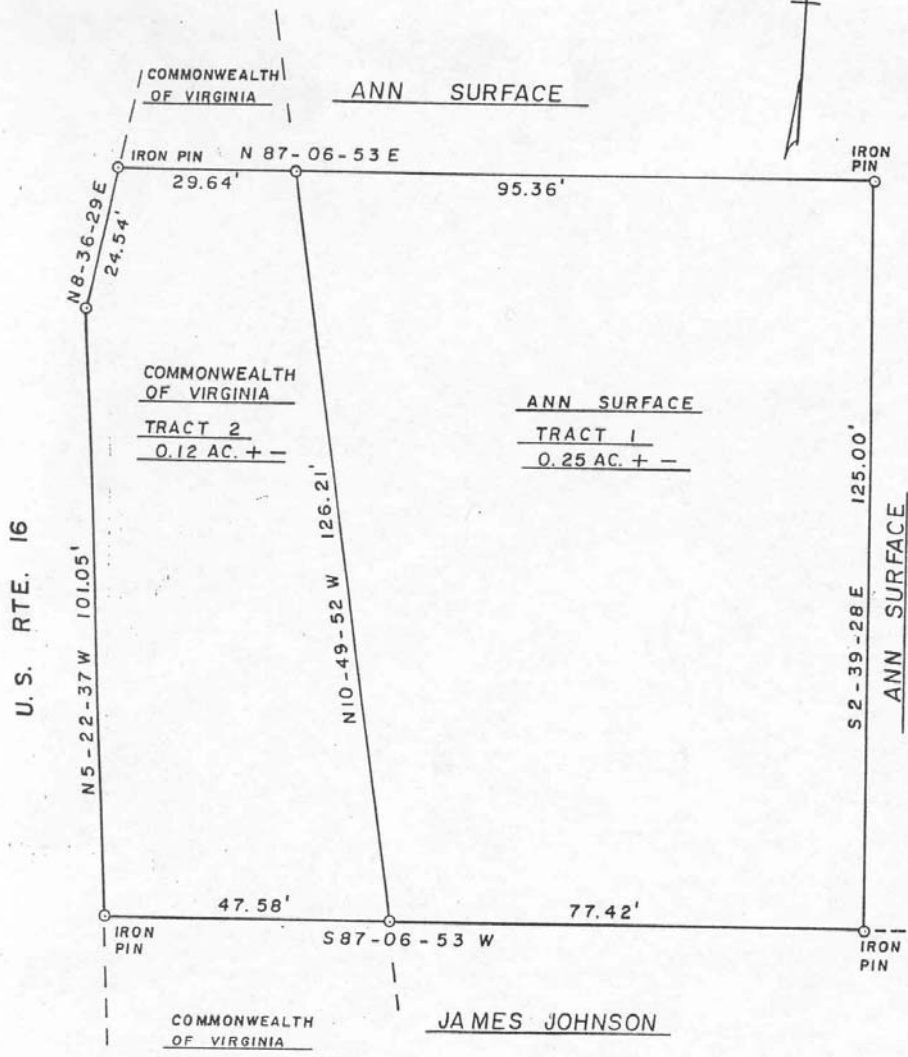 COMMONWEALTH
OF VIRGINIA
ANN SURFACE
IRON PIN
N 87-06-53 E
IRON
PIN
29.64'
95.36'
N8-36-29E
24.54'
COMMONWEALTH
OF VIRGINIA
TRACT 2
0.12 AC. + -
ANN SURFACE
TRACT 1
0.25 AC. + -
U.S. RTE. 16
N5-22-37 W 101.05'
N10-49-52 W 126.21'
S 2-39-28 E 125.00'
ANN SURFACE
47.58'
77.42'
IRON
PIN
S87-06-53 W
IRON
PIN
COMMONWEALTH
OF VIRGINIA
JAMES JOHNSON